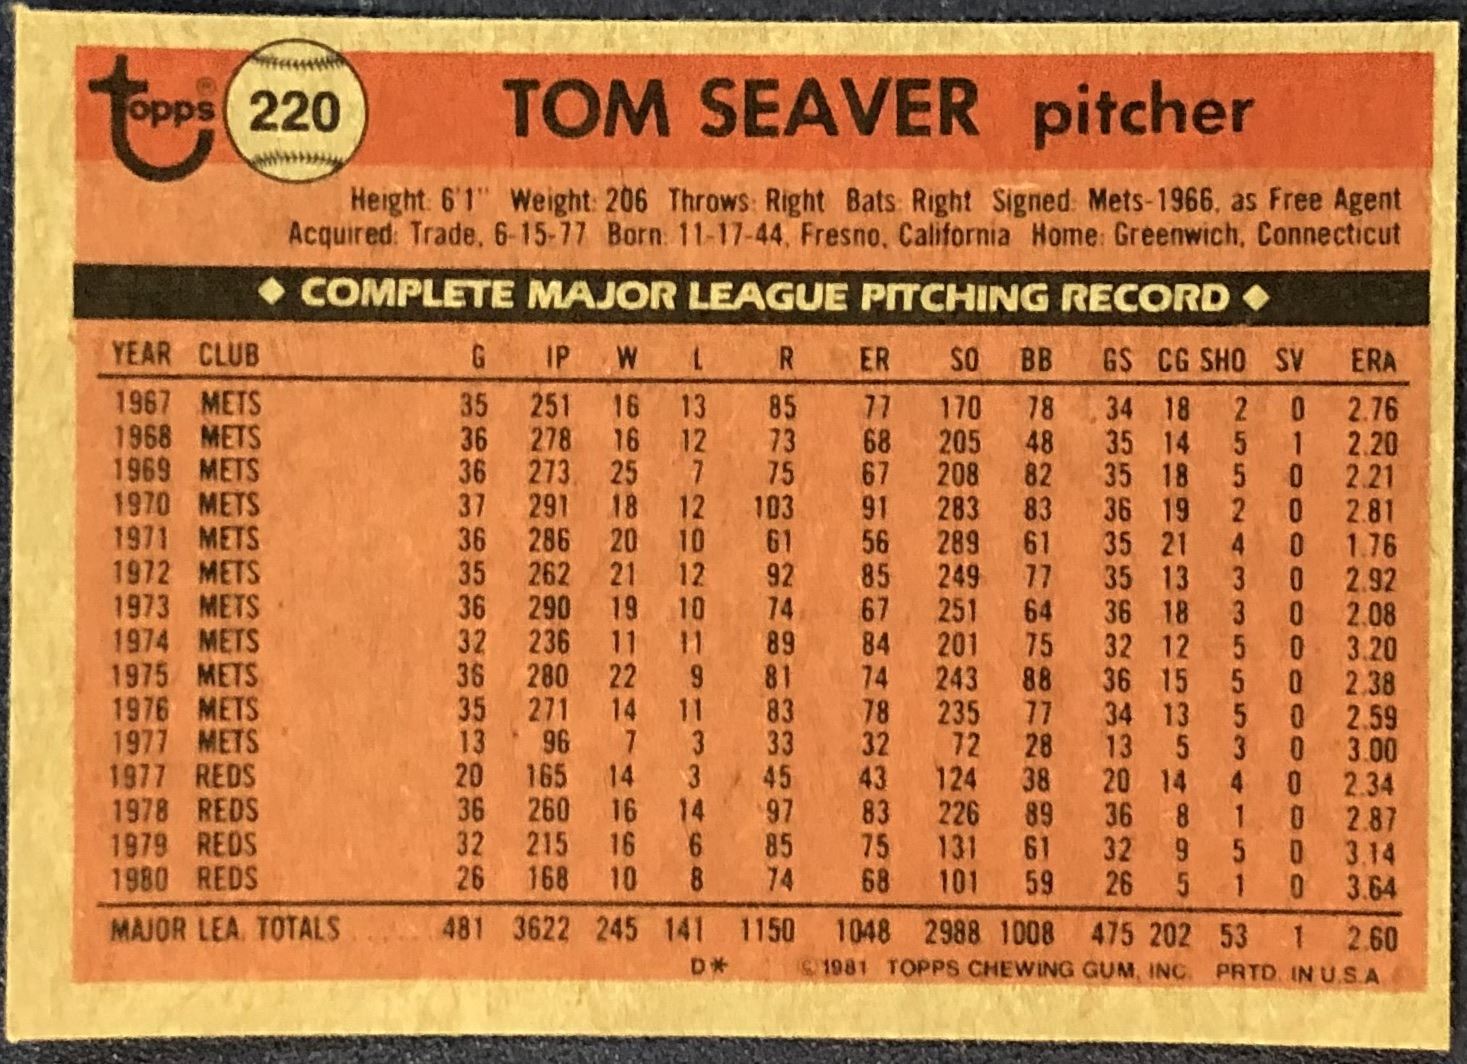 topps® 220 TOM SEAVER pitcher
Height: 6'1" Weight: 206 Throws: Right Bats: Right Signed: Mets-1966, as Free Agent
Acquired: Trade, 6-15-77 Born: 11-17-44, Fresno, California Home: Greenwich, Connecticut
◆ COMPLETE MAJOR LEAGUE PITCHING RECORD ◆
YEAR CLUB G IP W L R ER SO BB GS CG SHO SV ERA
1967 METS 35 251 16 13 85 77 170 78 34 18 2 0 2.76
1968 METS 36 278 16 12 73 68 205 48 35 14 5 1 2.20
1969 METS 36 273 25 7 75 67 208 82 35 18 5 0 2.21
1970 METS 37 291 18 12 103 91 283 83 36 19 2 0 2.81
1971 METS 36 286 20 10 61 56 289 61 35 21 4 0 1.76
1972 METS 35 262 21 12 92 85 249 77 35 13 3 0 2.92
1973 METS 36 290 19 10 74 67 251 64 36 18 3 0 2.08
1974 METS 32 236 11 11 89 84 201 75 32 12 5 0 3.20
1975 METS 36 280 22 9 81 74 243 88 36 15 5 0 2.38
1976 METS 35 271 14 11 83 78 235 77 34 13 5 0 2.59
1977 METS 13 96 7 3 33 32 72 28 13 5 3 0 3.00
1977 REDS 20 165 14 3 45 43 124 38 20 14 4 0 2.34
1978 REDS 36 260 16 14 97 83 226 89 36 8 1 0 2.87
1979 REDS 32 215 16 6 85 75 131 61 32 9 5 0 3.14
1980 REDS 26 168 10 8 74 68 101 59 26 5 1 0 3.64
MAJOR LEA. TOTALS 481 3622 245 141 1150 1048 2988 1008 475 202 53 1 2.60
D* © 1981 TOPPS CHEWING GUM, INC. PRTD. IN U.S.A.